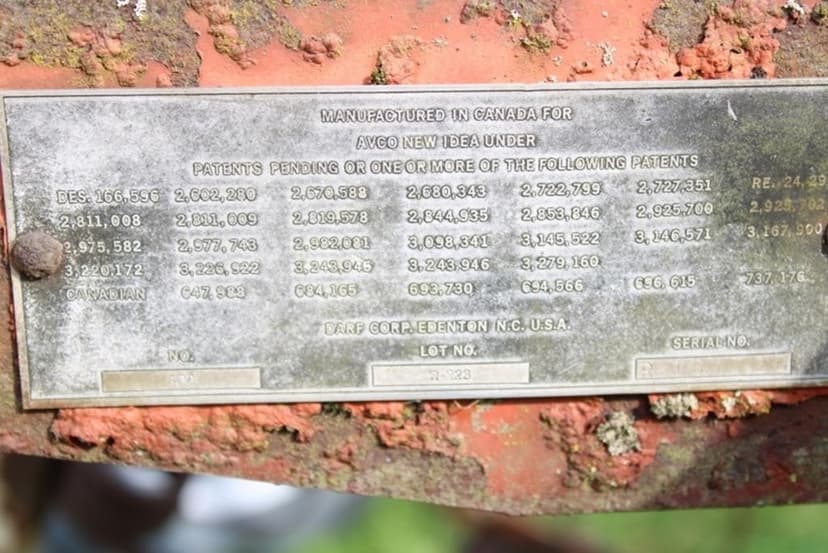 MANUFACTURED IN CANADA FOR
AVCO NEW IDEA UNDER
PATENTS PENDING OR ONE OR MORE OF THE FOLLOWING PATENTS
DES. 166,596 2,602,280 2,670,588 2,680,343 2,722,799 2,727,351 RE. 24,29
2,811,008 2,811,009 2,819,578 2,844,935 2,853,846 2,925,700
2,975,582 2,977,743 2,982,081 3,098,341 3,145,522 3,146,571 3,167,900
3,220,172 3,226,922 3,243,946 3,243,946 3,279,160
CANADIAN 647,988 684,165 693,730 694,566 696,615 737,176
DARF CORP. EDENTON N.C. U.S.A.
NO. LOT NO. SERIAL NO.